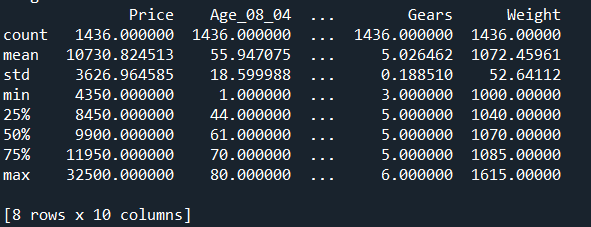 Price Age_08_04 ... Gears Weight
count 1436.000000 1436.000000 ... 1436.000000 1436.00000
mean 10730.824513 55.947075 ... 5.026462 1072.45961
std 3626.964585 18.599988 ... 0.188510 52.64112
min 4350.000000 1.000000 ... 3.000000 1000.00000
25% 8450.000000 44.000000 ... 5.000000 1040.00000
50% 9900.000000 61.000000 ... 5.000000 1070.00000
75% 11950.000000 70.000000 ... 5.000000 1085.00000
max 32500.000000 80.000000 ... 6.000000 1615.00000
[8 rows x 10 columns]